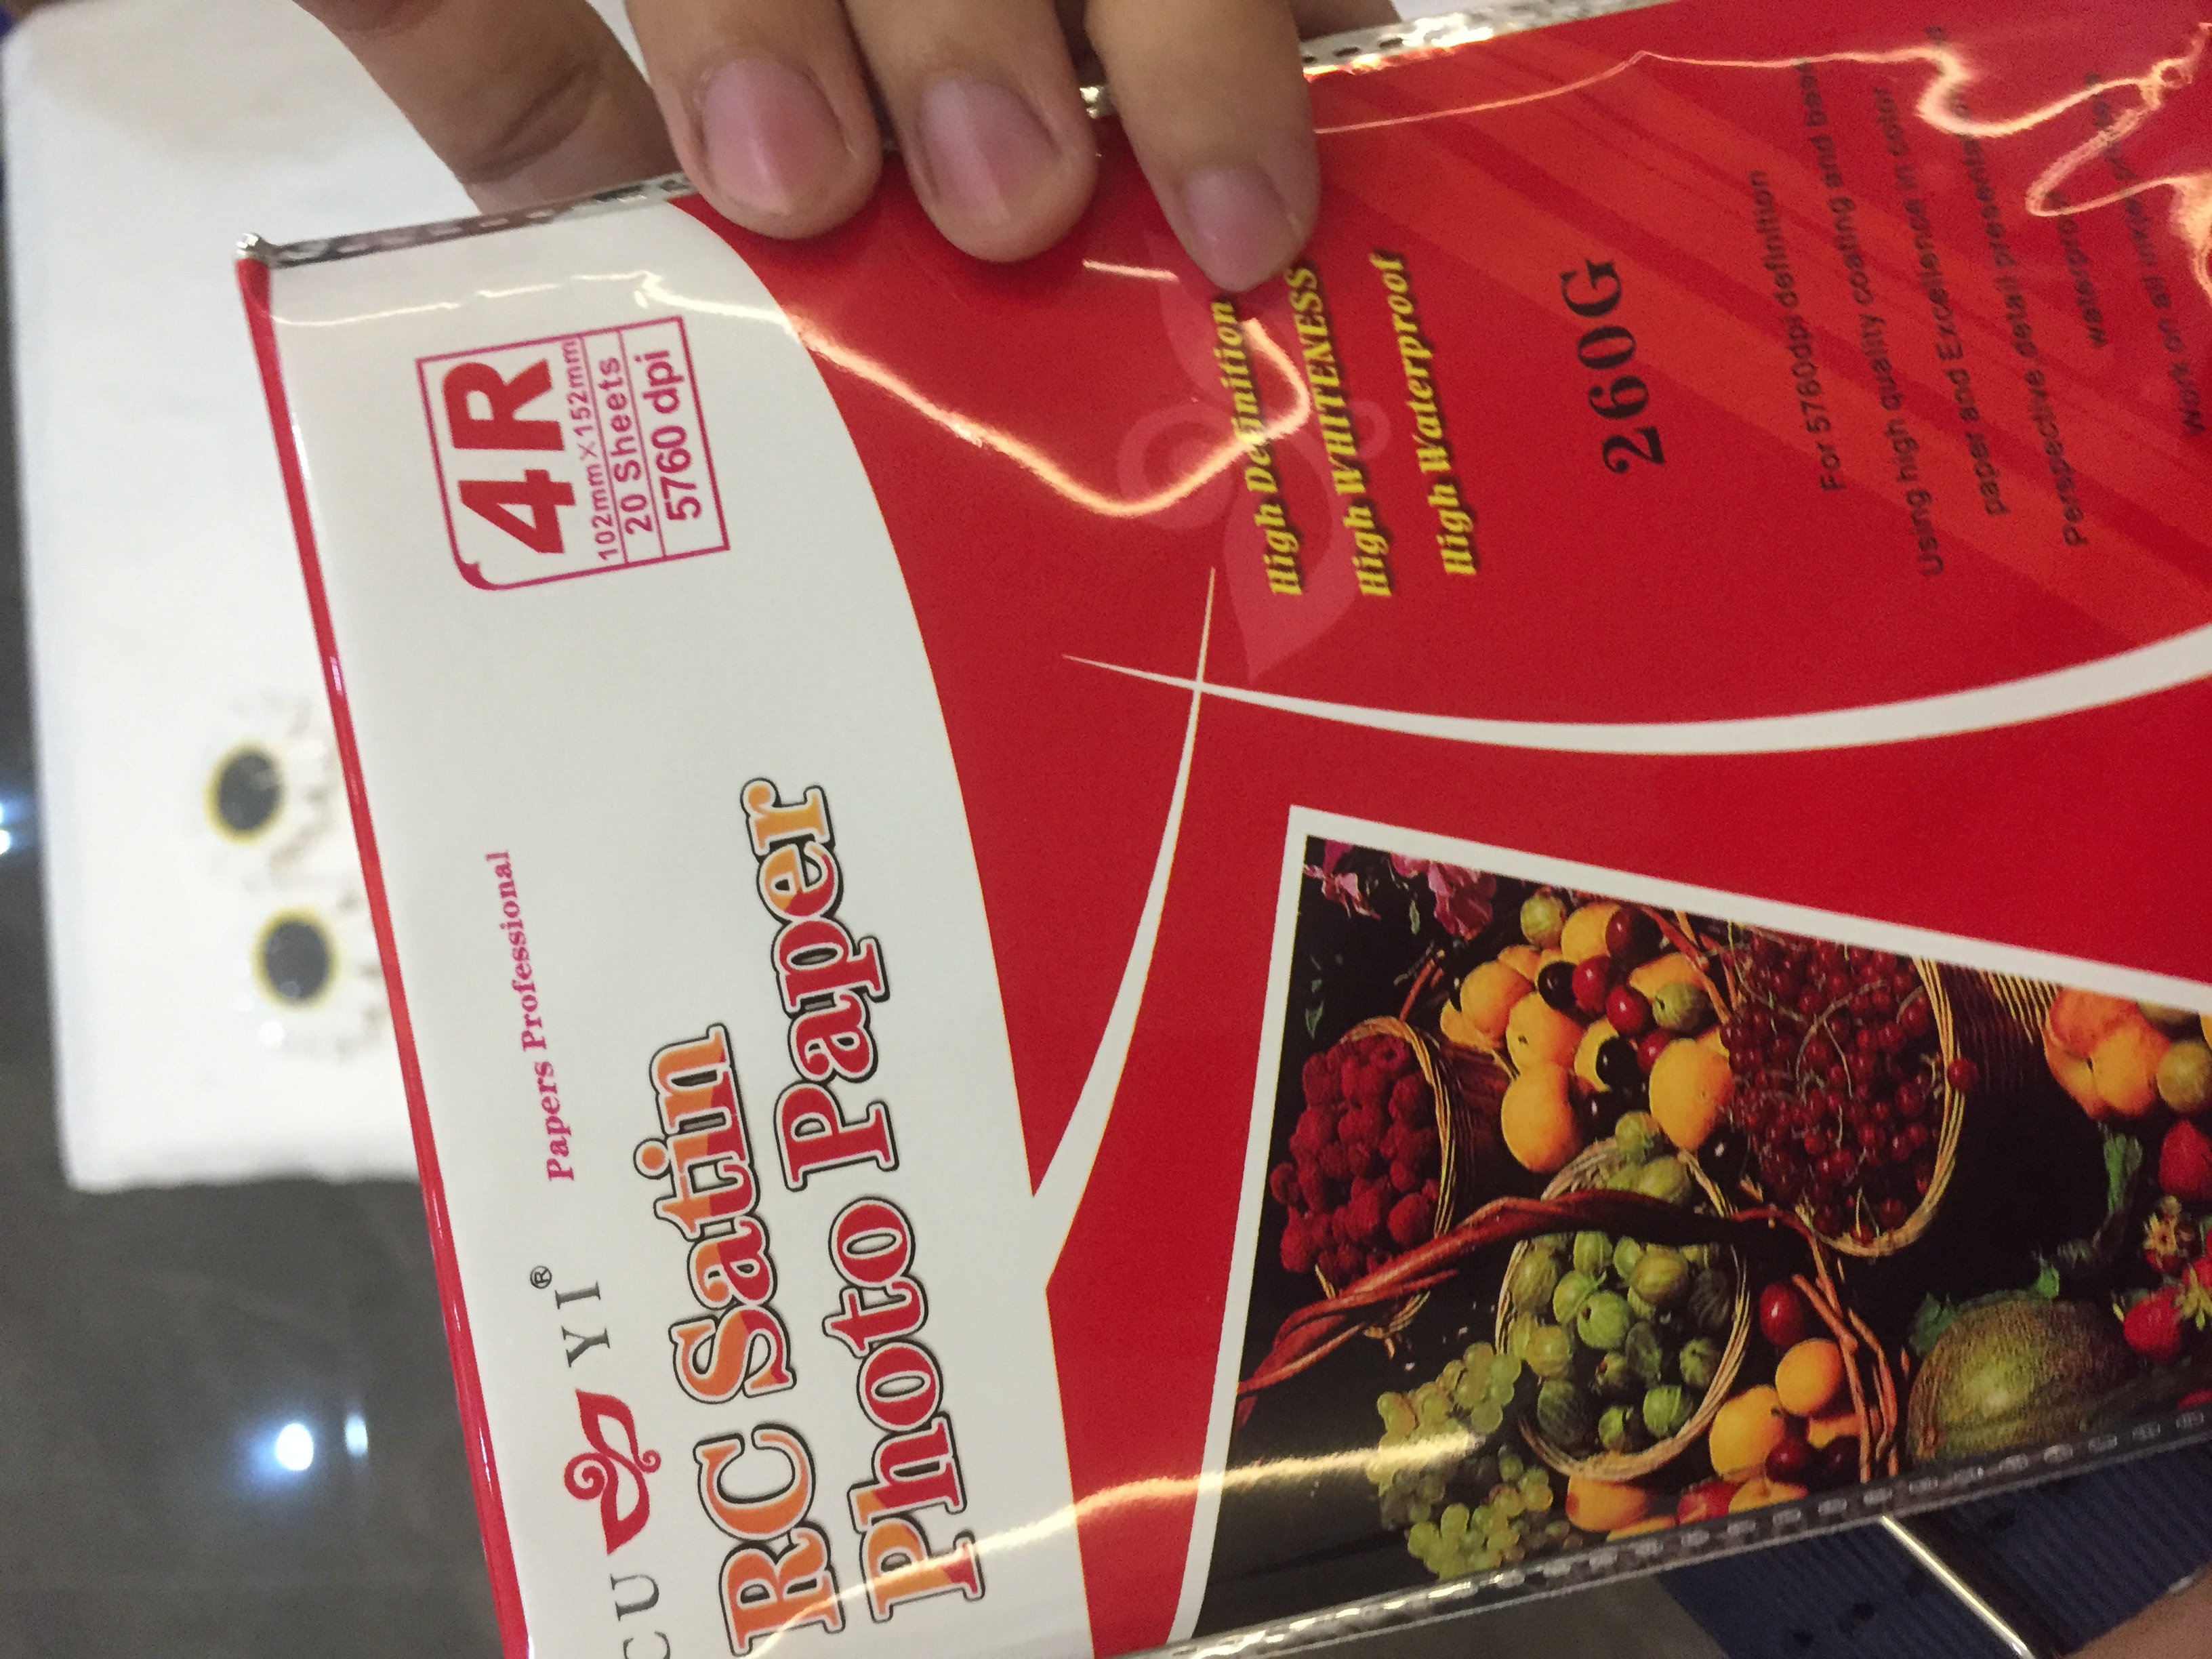 CU YI®
Papers Professional
4R
102mm×152mm
20 Sheets
5760 dpi
RC Satin
Photo Paper
High Definition
High WHITENESS
High Waterproof
260G
For 5760dpi definition
Using high quality coating and base
paper and Excellence in color,
Perspective,detail
waterproof
Work on all inkjet printers